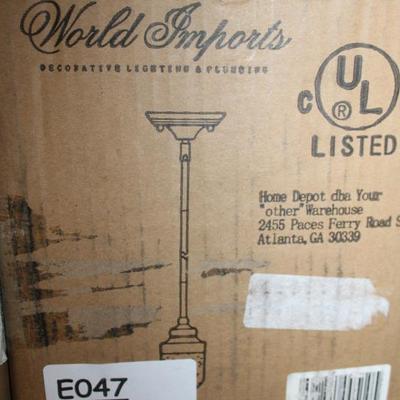 World Imports
DECORATIVE LIGHTING & PLUMBING
C UL ®
LISTED
Home Depot dba Your
"other" Warehouse
2455 Paces Ferry Road S
Atlanta, GA 30339
E047